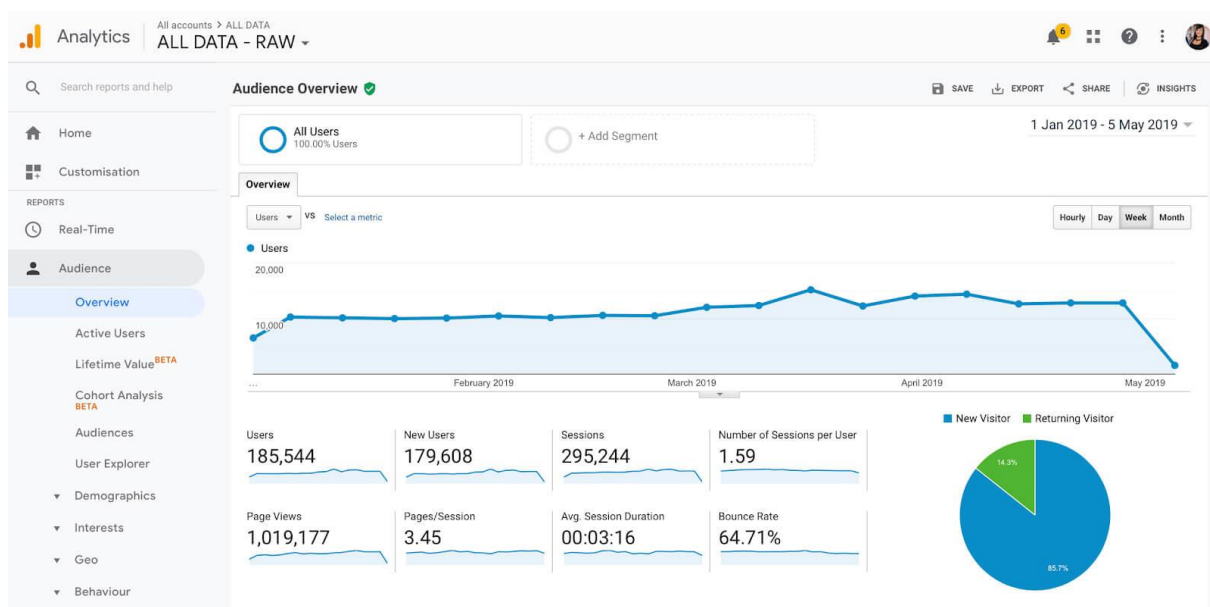 All accounts > ALL DATA
Analytics
ALL DATA - RAW
6
Search reports and help
Audience Overview
SAVE EXPORT SHARE INSIGHTS
Home
Customisation
REPORTS
Real-Time
Audience
Overview
Active Users
Lifetime Value BETA
Cohort Analysis
BETA
Audiences
User Explorer
Demographics
Interests
Geo
Behaviour
All Users
100.00% Users
+ Add Segment
1 Jan 2019 - 5 May 2019
Overview
Users VS Select a metric
Hourly Day Week Month
Users
20,000
10,000
... February 2019 March 2019 April 2019 May 2019
Users
185,544
New Users
179,608
Sessions
295,244
Number of Sessions per User
1.59
Page Views
1,019,177
Pages/Session
3.45
Avg. Session Duration
00:03:16
Bounce Rate
64.71%
New Visitor Returning Visitor
14.3%
85.7%